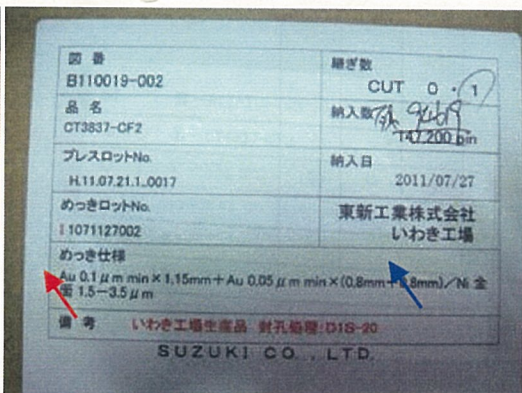 図番
B110019-002
継ぎ数
CUT 0・1
品名
CT3837-CF2
納入数
147,200 pin
プレスロットNo.
H.11.07.21.1..0017
納入日
2011/07/27
めっきロットNo.
I1071127002
東新工業株式会社
いわき工場
めっき仕様
Au 0.1μm min×1.15mm+Au 0.05μm min×(0.8mm+0.8mm)/Ni 全
面 1.5-3.5μm
備考 いわき工場生産品 封孔処理:D1S-20
SUZUKI CO.,LTD.